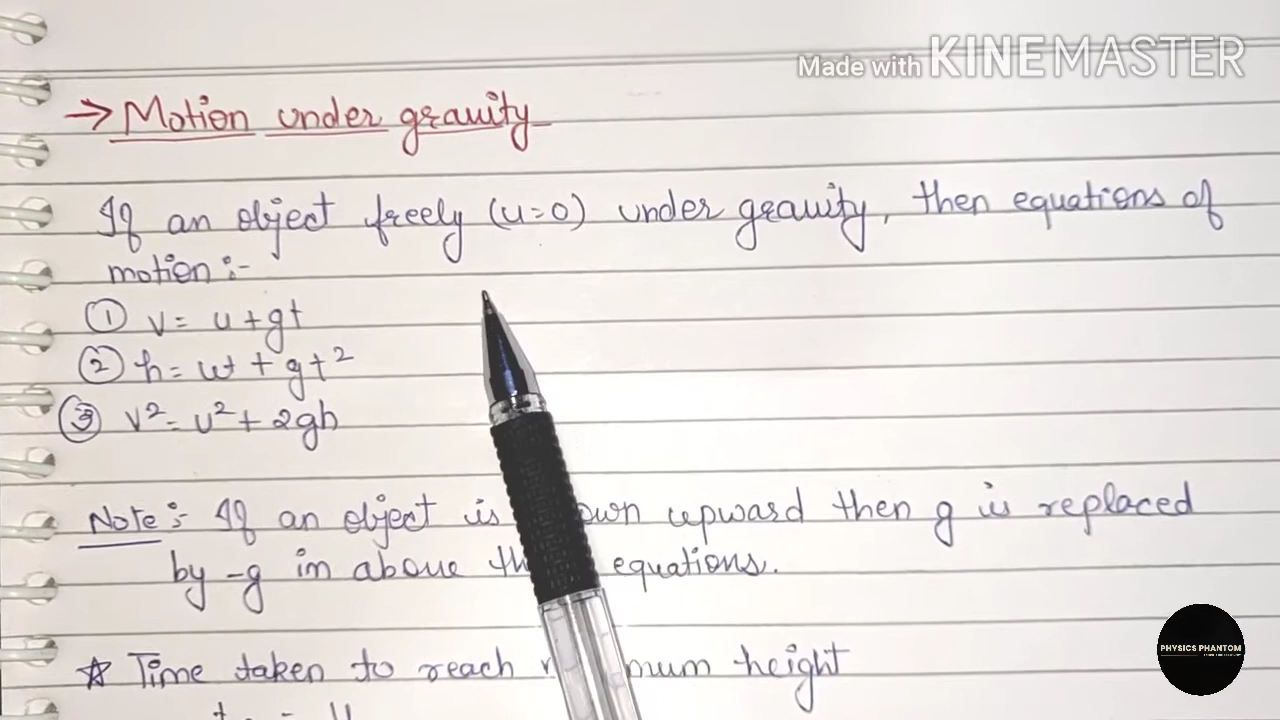 Made with KINEMASTER
→ Motion under gravity
If an object freely (u=0) under gravity, then equations of
motion :-
① v = u + gt
② h = ut + gt²
③ v² = u² + 2gh
Note :- If an object is upward then g is replaced
by -g in above equations.
☆ Time taken to reach height
PHYSICS PHANTOM